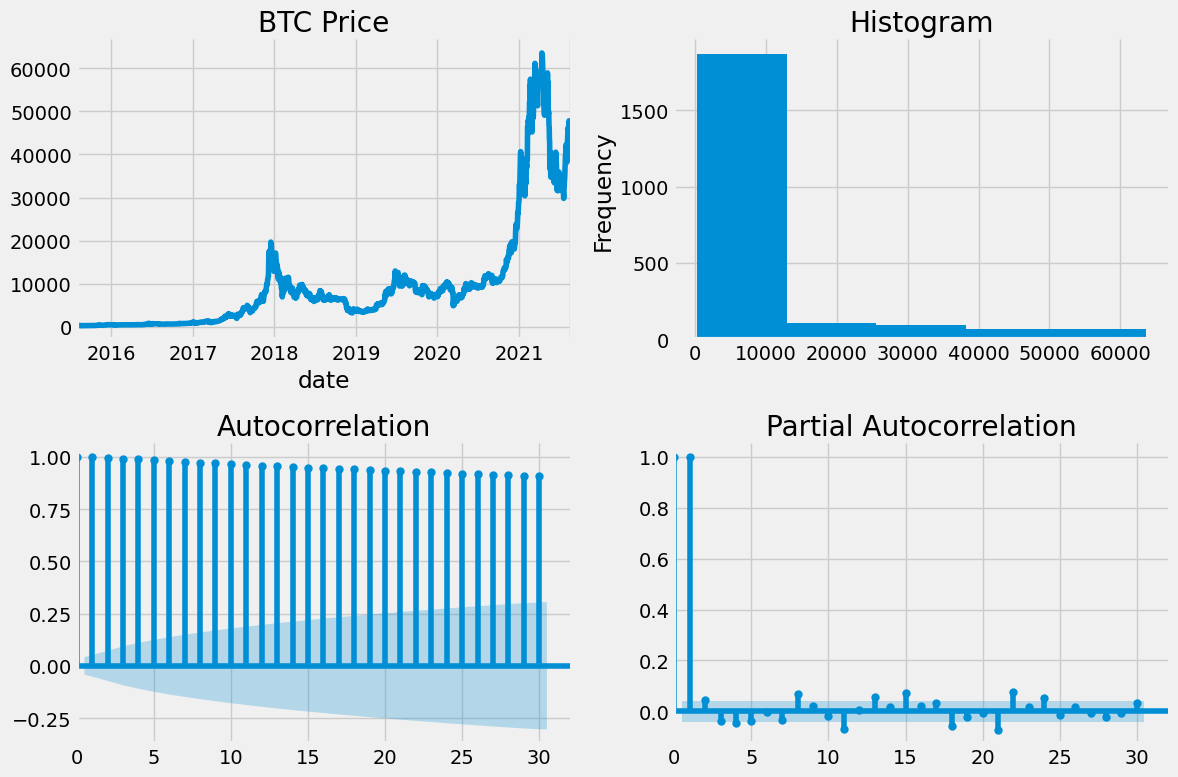 BTC Price
60000
50000
40000
30000
20000
10000
0
2016 2017 2018 2019 2020 2021
date
Histogram
Frequency
1500
1000
500
0
0 10000 20000 30000 40000 50000 60000
Autocorrelation
1.00
0.75
0.50
0.25
0.00
−0.25
0 5 10 15 20 25 30
Partial Autocorrelation
1.0
0.8
0.6
0.4
0.2
0.0
0 5 10 15 20 25 30